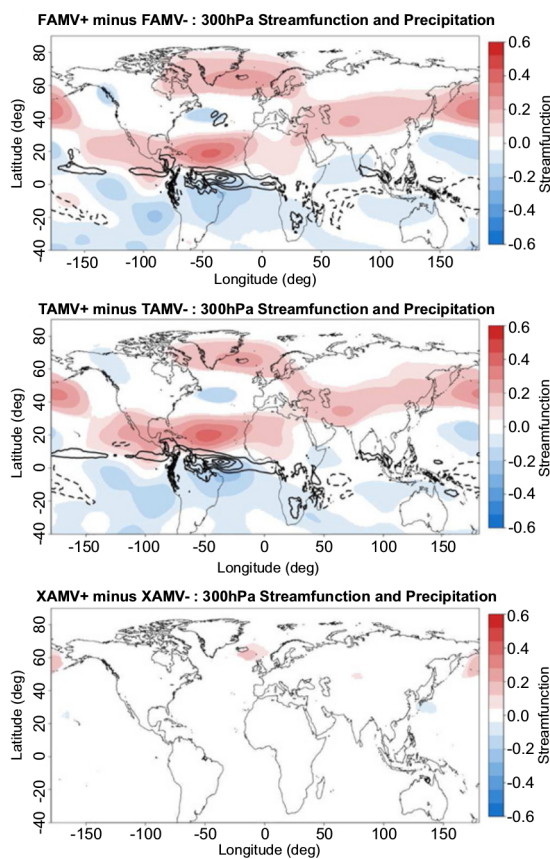 FAMV+ minus FAMV- : 300hPa Streamfunction and Precipitation
80
60
40
20
0
-20
-40
Latitude (deg)
-150 -100 -50 0 50 100 150
Longitude (deg)
0.6
0.4
0.2
0.0
-0.2
-0.4
-0.6
Streamfunction
TAMV+ minus TAMV- : 300hPa Streamfunction and Precipitation
80
60
40
20
0
-20
-40
Latitude (deg)
-150 -100 -50 0 50 100 150
Longitude (deg)
0.6
0.4
0.2
0.0
-0.2
-0.4
-0.6
Streamfunction
XAMV+ minus XAMV- : 300hPa Streamfunction and Precipitation
80
60
40
20
0
-20
-40
Latitude (deg)
-150 -100 -50 0 50 100 150
Longitude (deg)
0.6
0.4
0.2
0.0
-0.2
-0.4
-0.6
Streamfunction